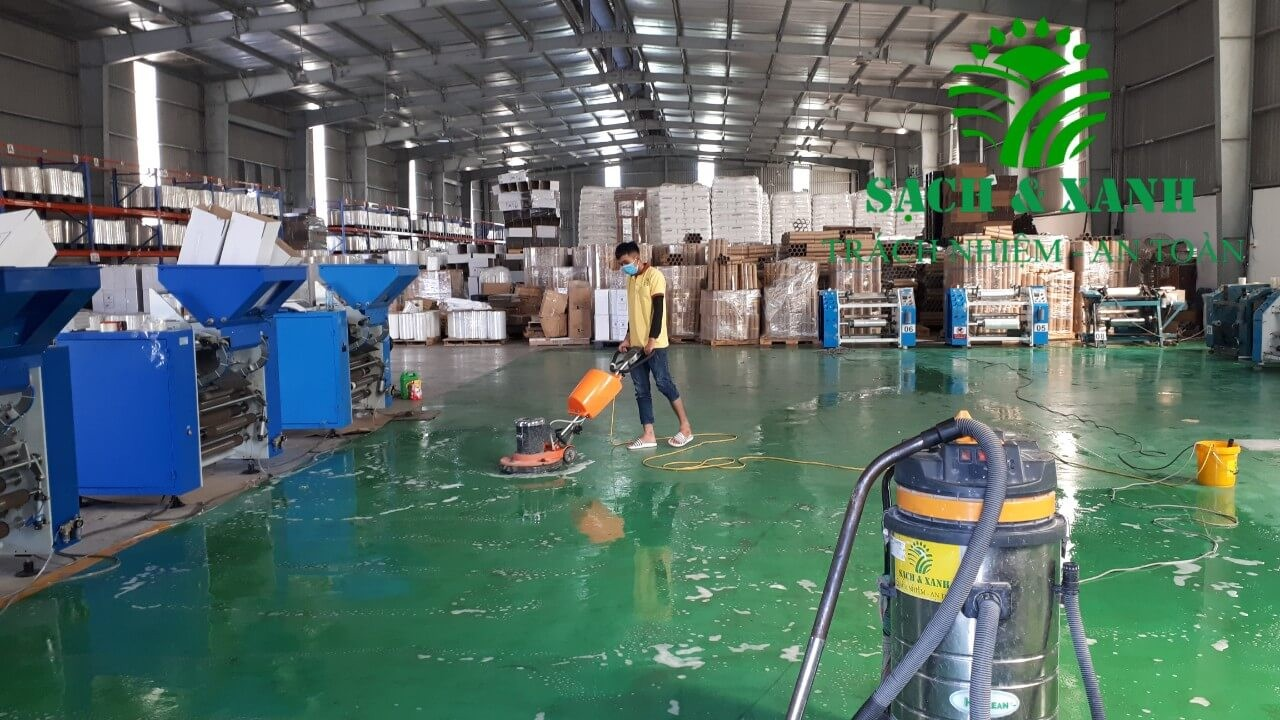 SẠCH & XANH
TRÁCH NHIỆM - AN TOÀN
A
06
05
SẠCH & XANH